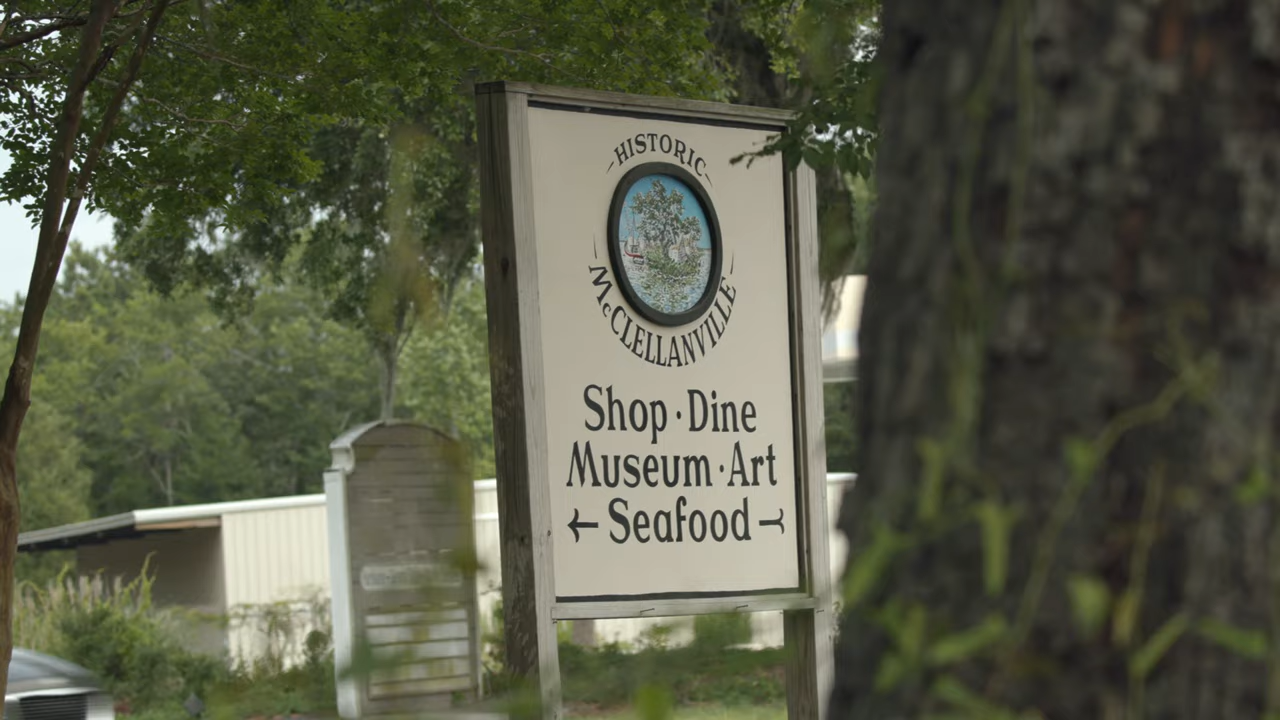 HISTORIC
McCLELLANVILLE
Shop · Dine
Museum · Art
← Seafood